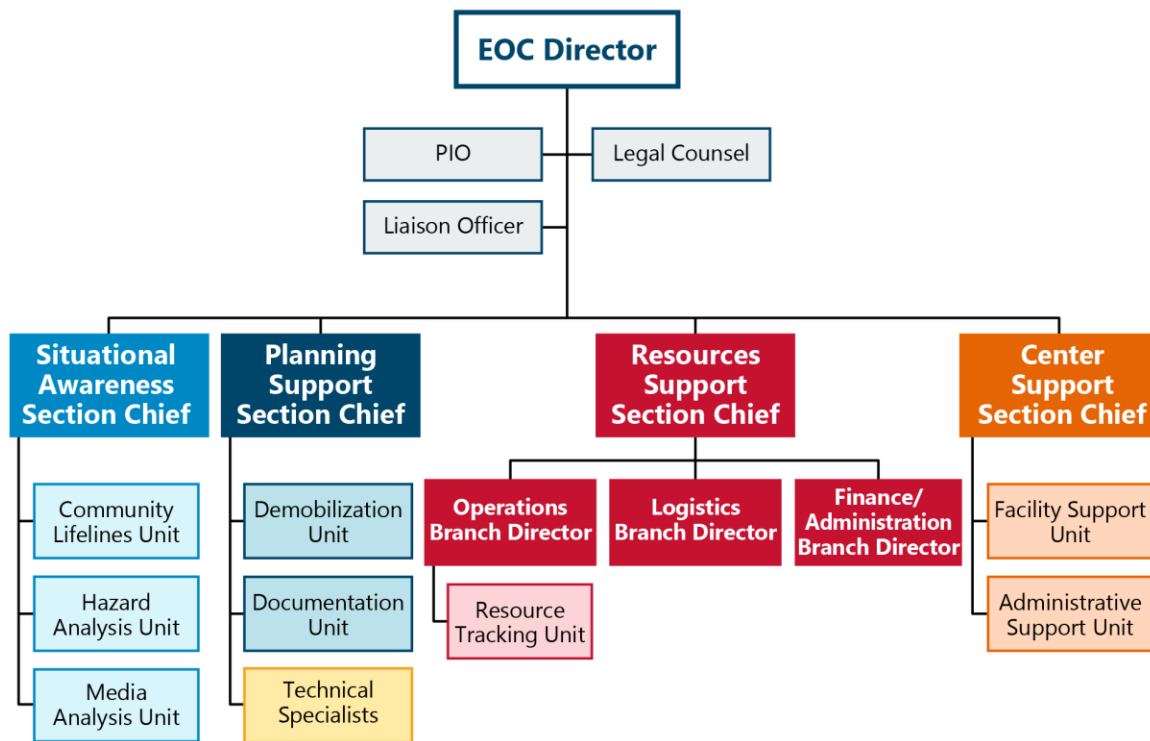 EOC Director
PIO
Legal Counsel
Liaison Officer
Situational
Awareness
Section Chief
Planning
Support
Section Chief
Resources
Support
Section Chief
Center
Support
Section Chief
Community
Lifelines Unit
Hazard
Analysis Unit
Media
Analysis Unit
Demobilization
Unit
Documentation
Unit
Technical
Specialists
Operations
Branch Director
Logistics
Branch Director
Finance/
Administration
Branch Director
Resource
Tracking Unit
Facility Support
Unit
Administrative
Support Unit